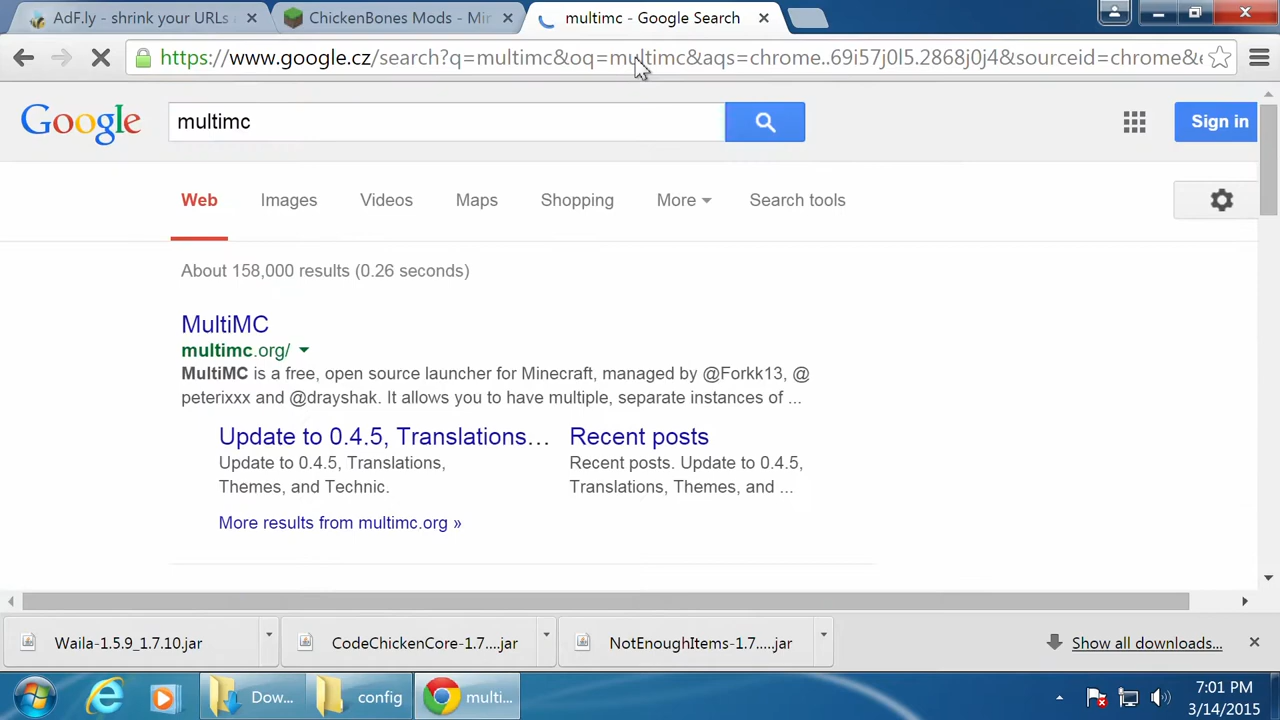 AdF.ly - shrink your URLs
ChickenBones Mods - Min
multimc - Google Search
https://www.google.cz/search?q=multimc&oq=multimc&aqs=chrome..69i57j0l5.2868j0j4&sourceid=chrome&e
Google
multimc
Sign in
Web
Images
Videos
Maps
Shopping
More
Search tools
About 158,000 results (0.26 seconds)
MultiMC
multimc.org/
MultiMC is a free, open source launcher for Minecraft, managed by @Forkk13, @
peterixxx and @drayshak. It allows you to have multiple, separate instances of ...
Update to 0.4.5, Translations...
Recent posts
Update to 0.4.5, Translations,
Recent posts. Update to 0.4.5,
Themes, and Technic.
Translations, Themes, and ...
More results from multimc.org »
Waila-1.5.9_1.7.10.jar
CodeChickenCore-1.7....jar
NotEnoughItems-1.7.....jar
Show all downloads...
Dow...
config
multi...
7:01 PM
3/14/2015